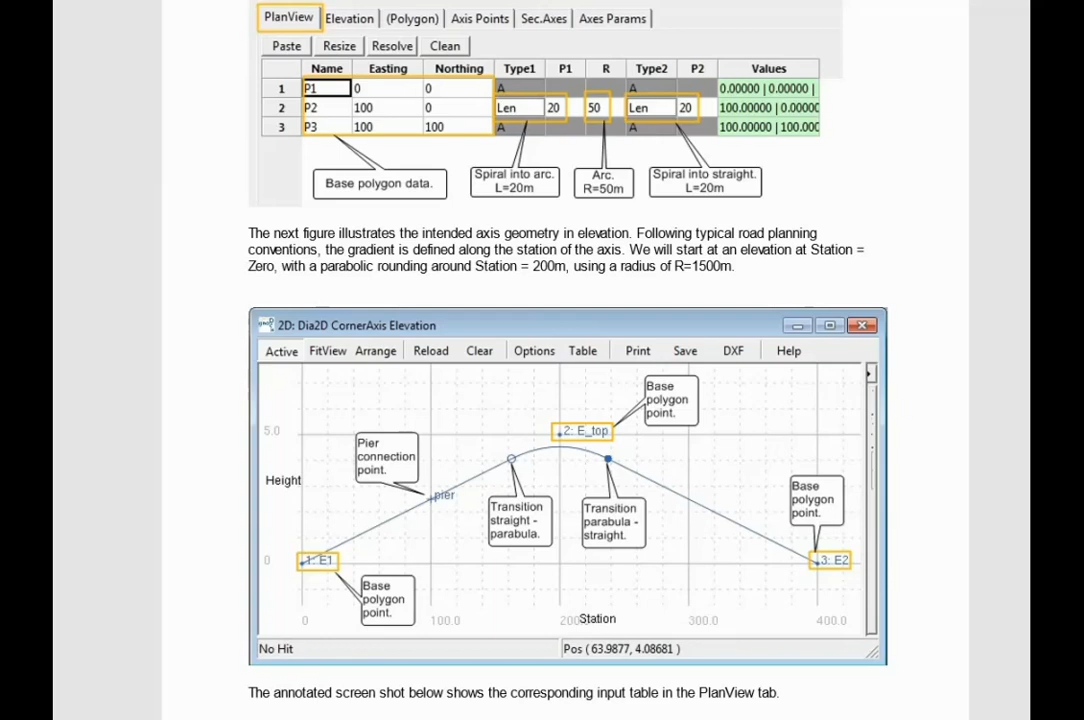 PlanView Elevation (Polygon) Axis Points Sec.Axes Axes Params
Paste Resize Resolve Clean
Name Easting Northing Type1 P1 R Type2 P2 Values
1 P1 0 0 A A 0.00000 | 0.00000 |
2 P2 100 0 Len 20 50 Len 20 100.00000 | 0.0000
3 P3 100 100 A A 100.00000 | 100.000
Base polygon data.
Spiral into arc.
L=20m
Arc.
R=50m
Spiral into straight.
L=20m
The next figure illustrates the intended axis geometry in elevation. Following typical road planning
conventions, the gradient is defined along the station of the axis. We will start at an elevation at Station =
Zero, with a parabolic rounding around Station = 200m, using a radius of R=1500m.
2D: Dia2D CornerAxis Elevation
Active FitView Arrange Reload Clear Options Table Print Save DXF Help
Base
polygon
point.
5.0
2: E_top
Pier
connection
point.
Height
pier
Transition
straight -
parabula.
Transition
parabula -
straight.
Base
polygon
point.
0
1: E1
3: E2
Base
polygon
point.
0 100.0 200 Station 300.0 400.0
No Hit
Pos ( 63.9877, 4.08681 )
The annotated screen shot below shows the corresponding input table in the PlanView tab.